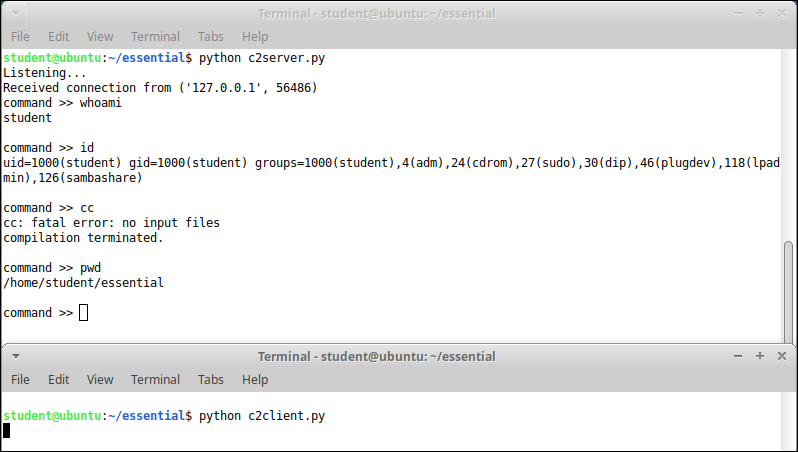 Terminal - student@ubuntu: ~/essential
File Edit View Terminal Tabs Help
student@ubuntu:~/essential$ python c2server.py
Listening...
Received connection from ('127.0.0.1', 56486)
command >> whoami
student
command >> id
uid=1000(student) gid=1000(student) groups=1000(student),4(adm),24(cdrom),27(sudo),30(dip),46(plugdev),118(lpad
min),126(sambashare)
command >> cc
cc: fatal error: no input files
compilation terminated.
command >> pwd
/home/student/essential
command >>
Terminal - student@ubuntu: ~/essential
File Edit View Terminal Tabs Help
student@ubuntu:~/essential$ python c2client.py